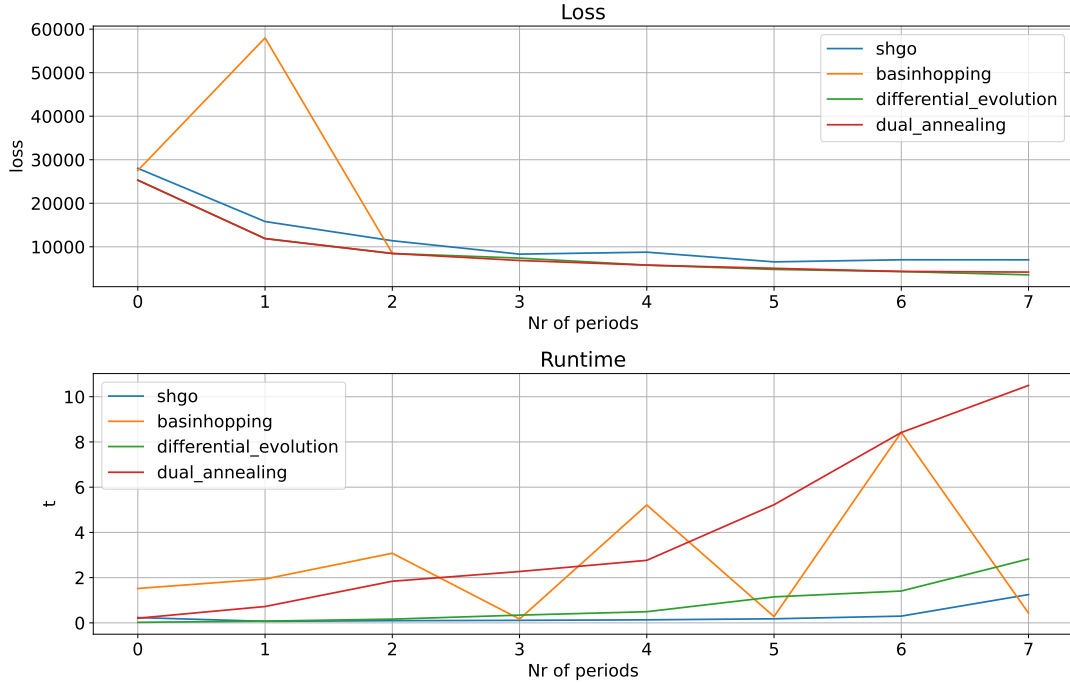 Loss
60000
50000
40000
30000
20000
10000
loss
shgo
basinhopping
differential_evolution
dual_annealing
0 1 2 3 4 5 6 7
Nr of periods
Runtime
10
8
6
4
2
0
t
shgo
basinhopping
differential_evolution
dual_annealing
0 1 2 3 4 5 6 7
Nr of periods